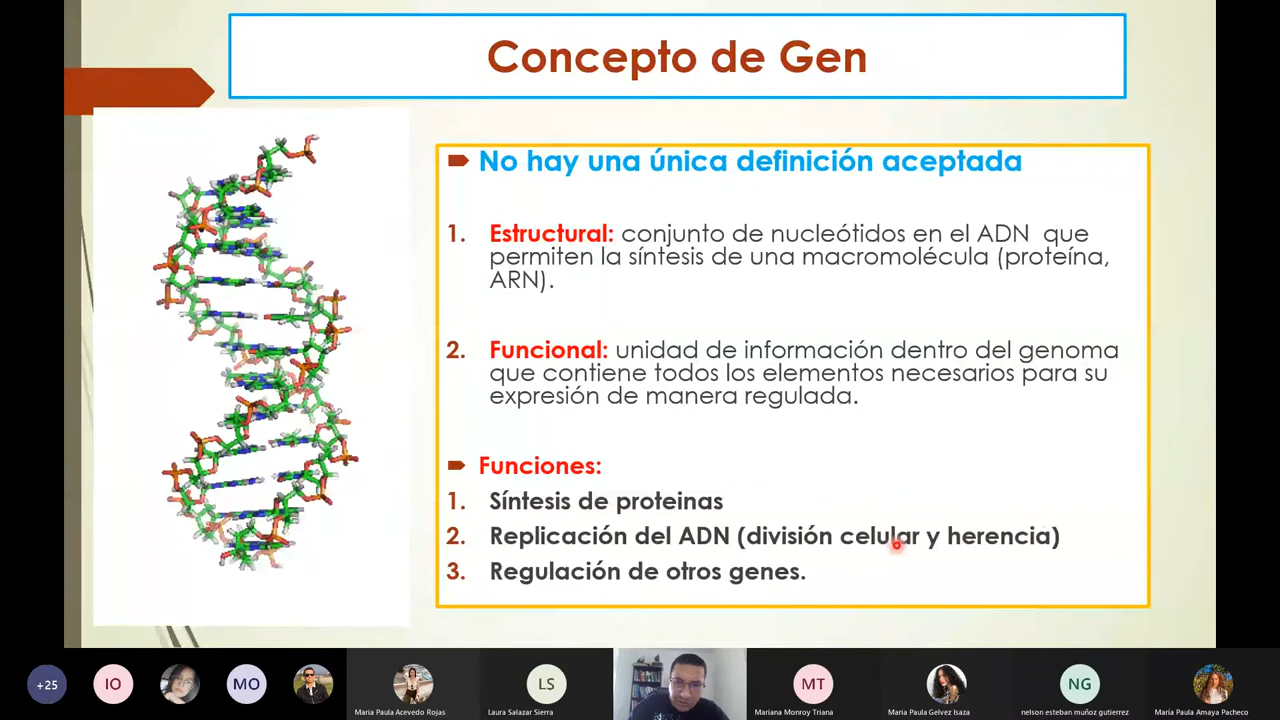 Concepto de Gen
No hay una única definición aceptada
1. Estructural: conjunto de nucleótidos en el ADN que
permiten la síntesis de una macromolécula (proteína,
ARN).
2. Funcional: unidad de información dentro del genoma
que contiene todos los elementos necesarios para su
expresión de manera regulada.
Funciones:
1. Síntesis de proteinas
2. Replicación del ADN (división celular y herencia)
3. Regulación de otros genes.
+25
IO
MO
LS
MT
NG
Maria Paula Acevedo Rojas
Laura Salazar Sierra
Mariana Monroy Triana
Maria Paula Gelvez Isaza
nelson esteban muñoz gutierrez
María Paula Amaya Pacheco